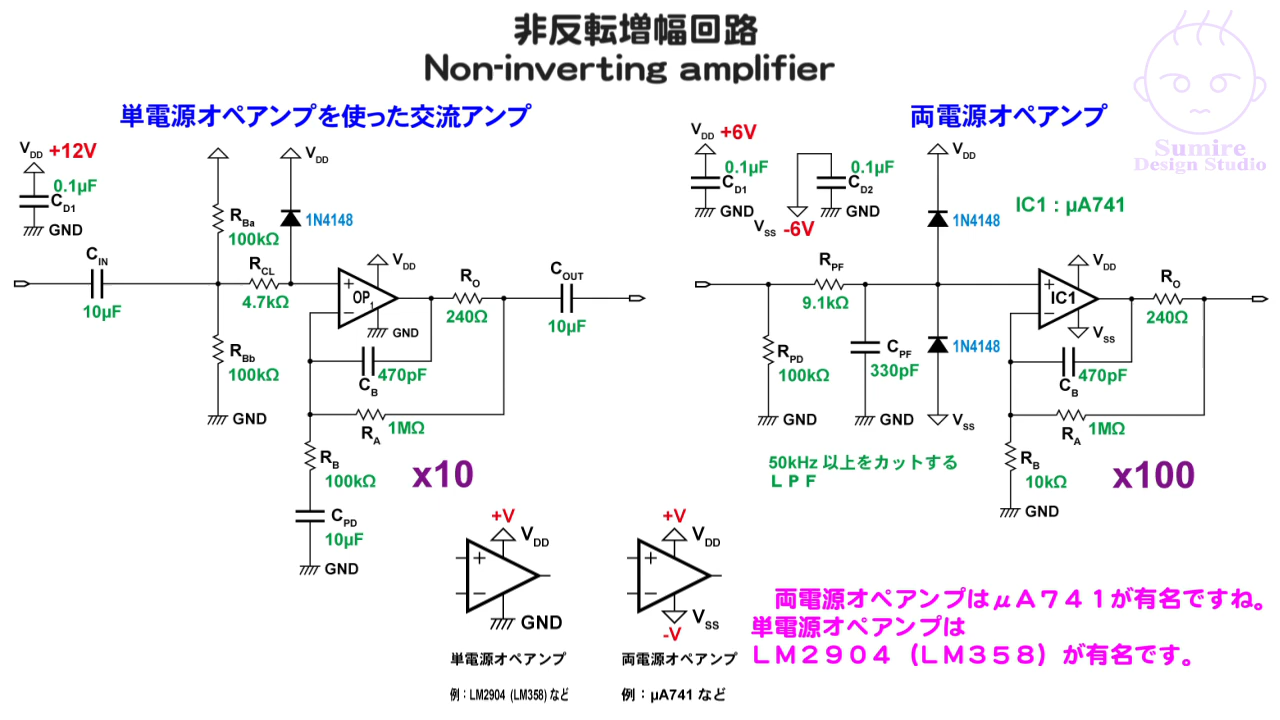 非反転増幅回路
Non-inverting amplifier
Sumire
Design Studio
単電源オペアンプを使った交流アンプ
VDD +12V
0.1μF
CD1
GND
CIN
10μF
RBa
100kΩ
VDD
1N4148
RCL
4.7kΩ
RBb
100kΩ
GND
VDD
+
OP1
−
GND
RO
240Ω
COUT
10μF
470pF
CB
RA
1MΩ
RB
100kΩ
CPD
10μF
GND
x10
両電源オペアンプ
VDD +6V
0.1μF
CD1
GND
0.1μF
CD2
GND
VSS -6V
VDD
1N4148
IC1 : μA741
RPF
9.1kΩ
RPD
100kΩ
GND
CPF
330pF
GND
1N4148
VSS
VDD
+
IC1
−
VSS
RO
240Ω
470pF
CB
RA
1MΩ
RB
10kΩ
GND
x100
50kHz 以上をカットする
ＬＰＦ
+V
VDD
+
−
GND
単電源オペアンプ
例：LM2904 (LM358) など
+V
VDD
+
−
VSS
-V
両電源オペアンプ
例：μA741 など
両電源オペアンプはμＡ７４１が有名ですね。
単電源オペアンプは
ＬＭ２９０４（ＬＭ３５８）が有名です。